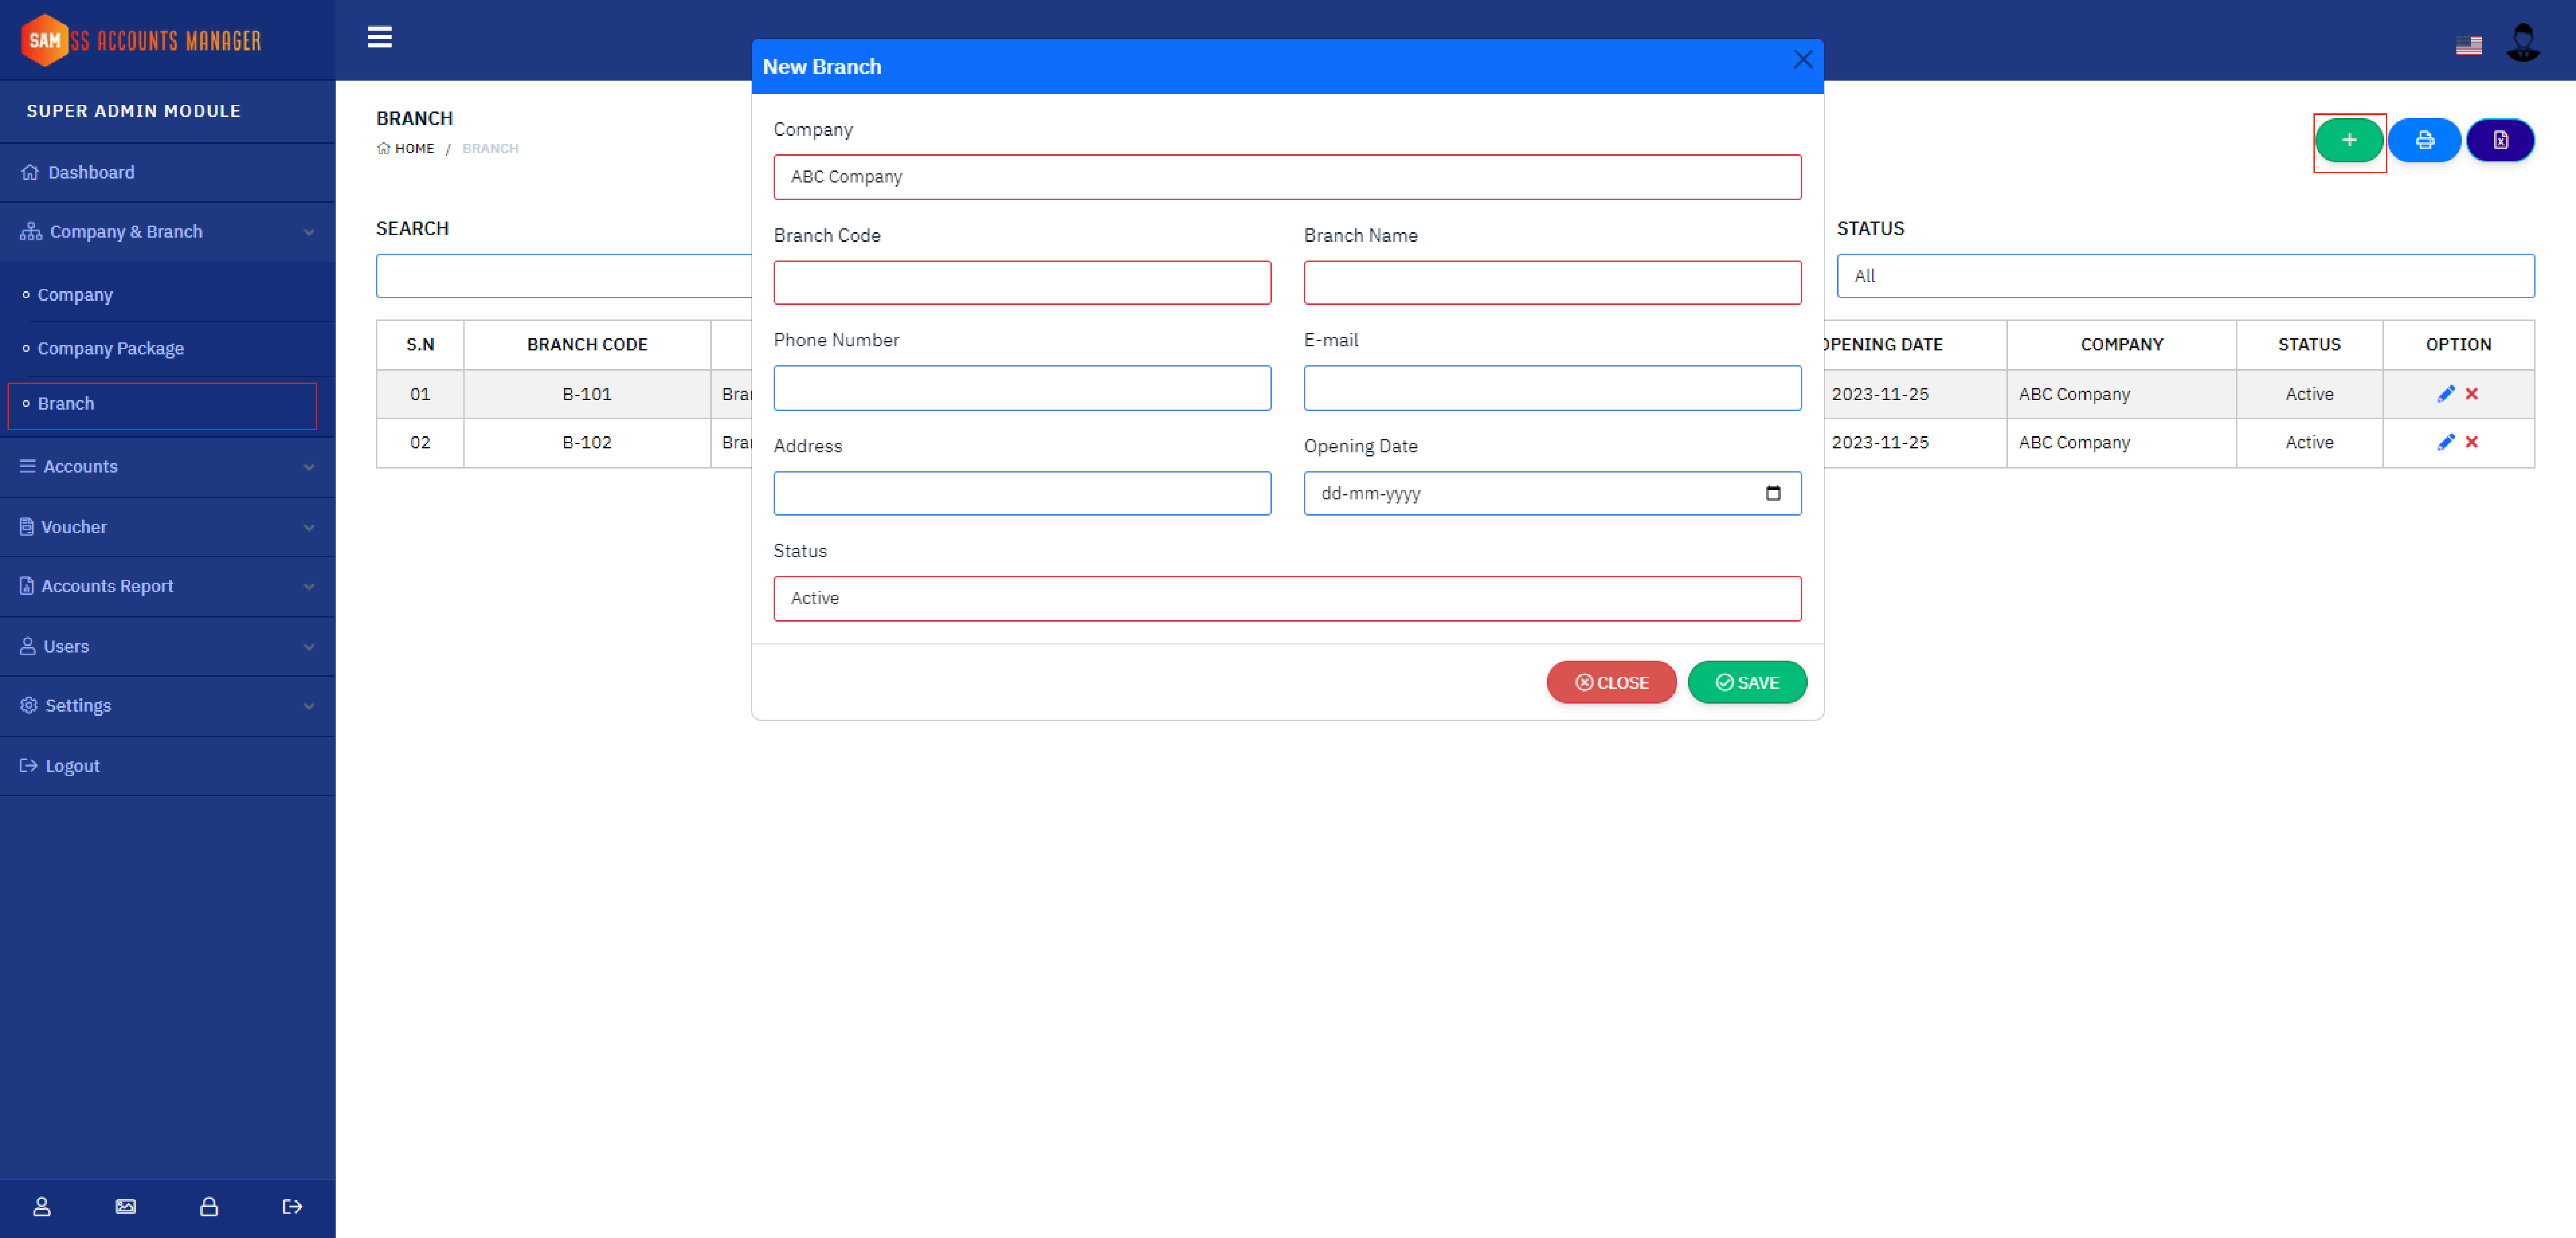 SAM SS ACCOUNTS MANAGER
SUPER ADMIN MODULE
Dashboard
Company & Branch
Company
Company Package
Branch
Accounts
Voucher
Accounts Report
Users
Settings
Logout
BRANCH
HOME / BRANCH
SEARCH
STATUS
All
S.N BRANCH CODE OPENING DATE COMPANY STATUS OPTION
01 B-101 2023-11-25 ABC Company Active
02 B-102 2023-11-25 ABC Company Active
New Branch
Company
ABC Company
Branch Code Branch Name
Phone Number E-mail
Address Opening Date
dd-mm-yyyy
Status
Active
CLOSE SAVE